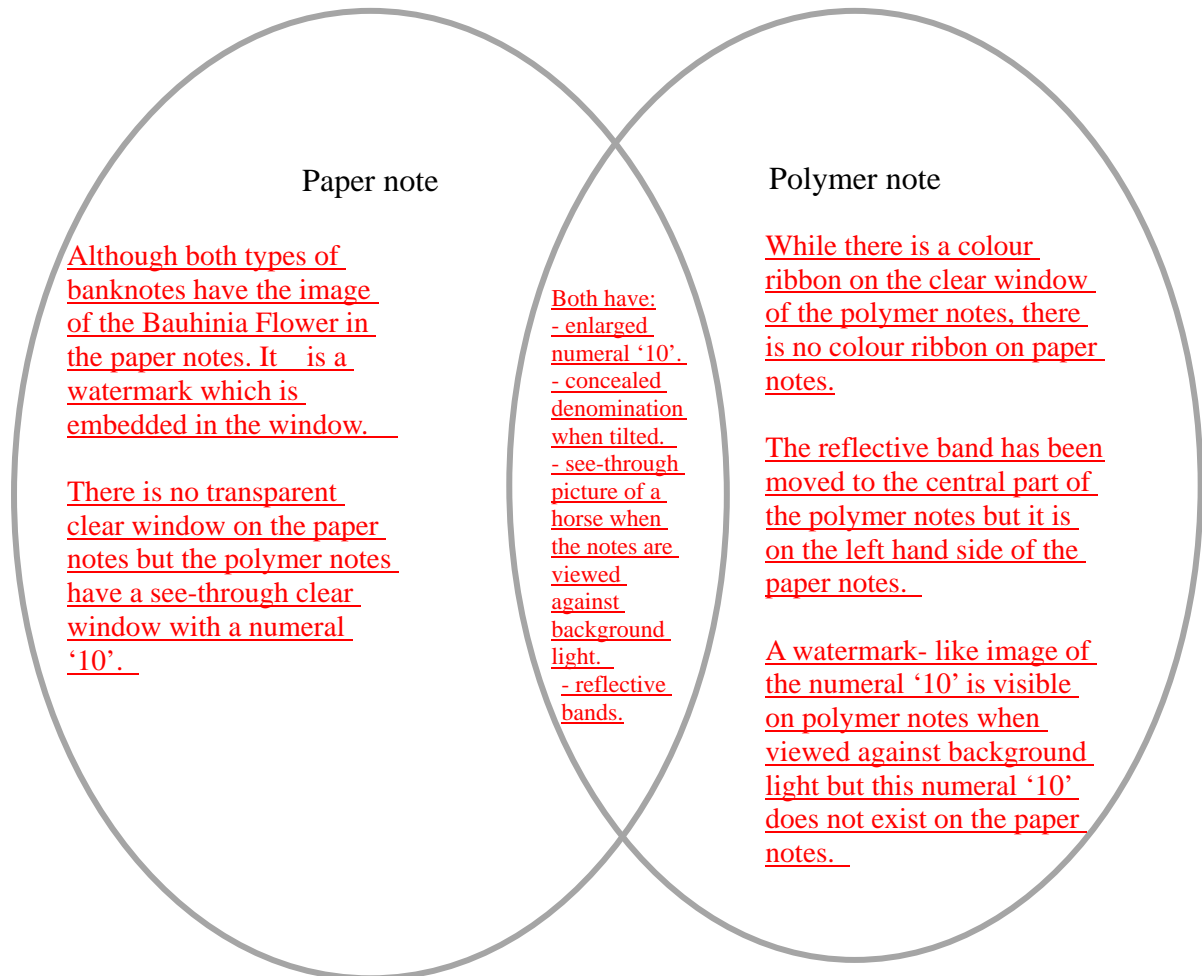 Paper note
Although both types of
banknotes have the image
of the Bauhinia Flower in
the paper notes. It is a
watermark which is
embedded in the window.
There is no transparent
clear window on the paper
notes but the polymer notes
have a see-through clear
window with a numeral
‘10’.
Both have:
- enlarged
numeral ‘10’.
- concealed
denomination
when tilted.
- see-through
picture of a
horse when
the notes are
viewed
against
background
light.
- reflective
bands.
Polymer note
While there is a colour
ribbon on the clear window
of the polymer notes, there
is no colour ribbon on paper
notes.
The reflective band has been
moved to the central part of
the polymer notes but it is
on the left hand side of the
paper notes.
A watermark- like image of
the numeral ‘10’ is visible
on polymer notes when
viewed against background
light but this numeral ‘10’
does not exist on the paper
notes.